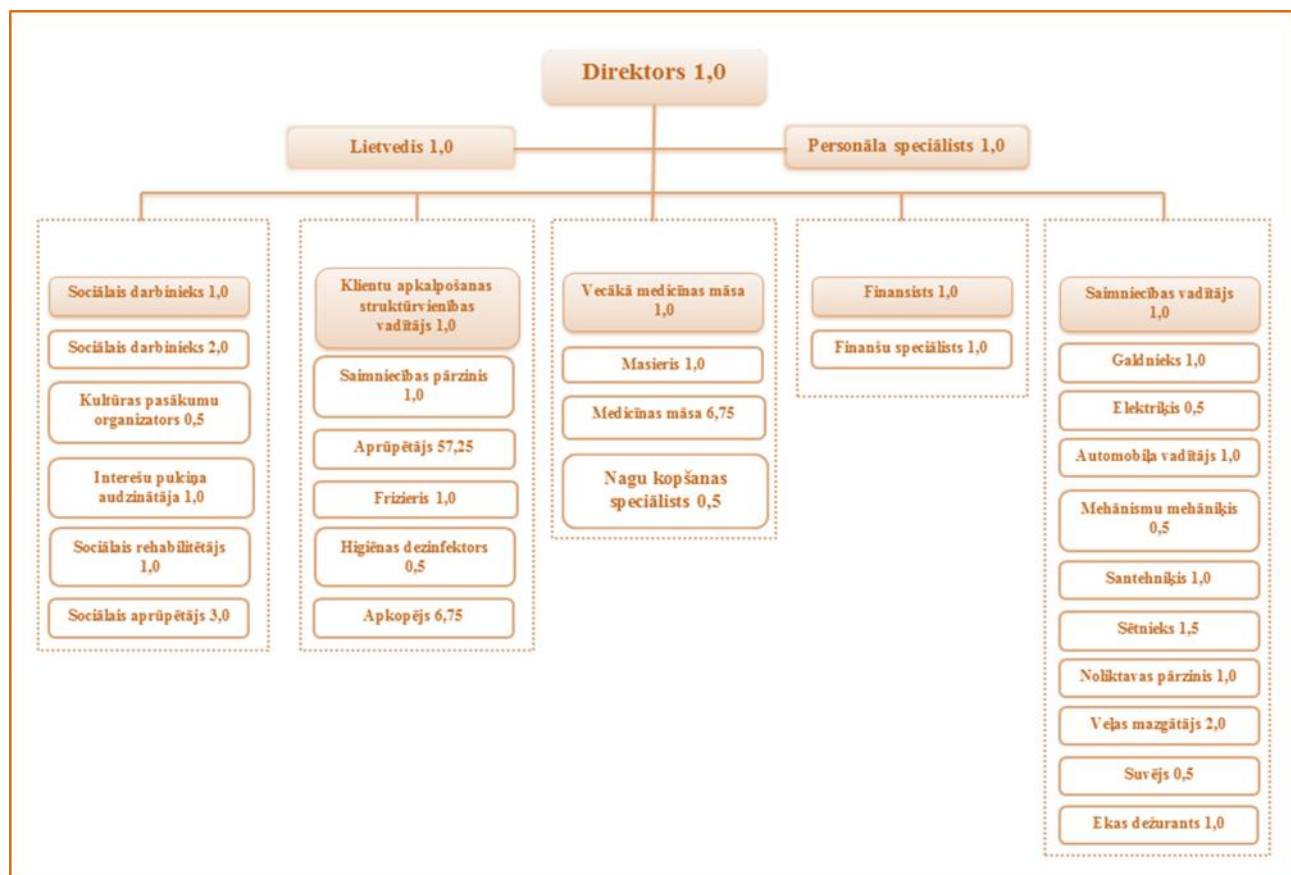 Direktors 1,0
Lietvedis 1,0
Personāla speciālists 1,0
Sociālais darbinieks 1,0
Sociālais darbinieks 2,0
Kultūras pasākumu
organizators 0,5
Interešu pulciņa
audzinātāja 1,0
Sociālais rehabilitētājs
1,0
Sociālais aprūpētājs 3,0
Klientu apkalpošanas
struktūrvienības
vadītājs 1,0
Saimniecības pārzinis
1,0
Aprūpētājs 57,25
Frizieris 1,0
Higiēnas dezinfektors
0,5
Apkopējs 6,75
Vecākā medicīnas māsa
1,0
Masieris 1,0
Medicīnas māsa 6,75
Nagu kopšanas
speciālists 0,5
Finansists 1,0
Finanšu speciālists 1,0
Saimniecības vadītājs
1,0
Galdnieks 1,0
Elektriķis 0,5
Automobiļa vadītājs 1,0
Mehānismu mehāniķis
0,5
Santehniķis 1,0
Sētnieks 1,5
Noliktavas pārzinis 1,0
Veļas mazgātājs 2,0
Suvējs 0,5
Ekas dežurants 1,0